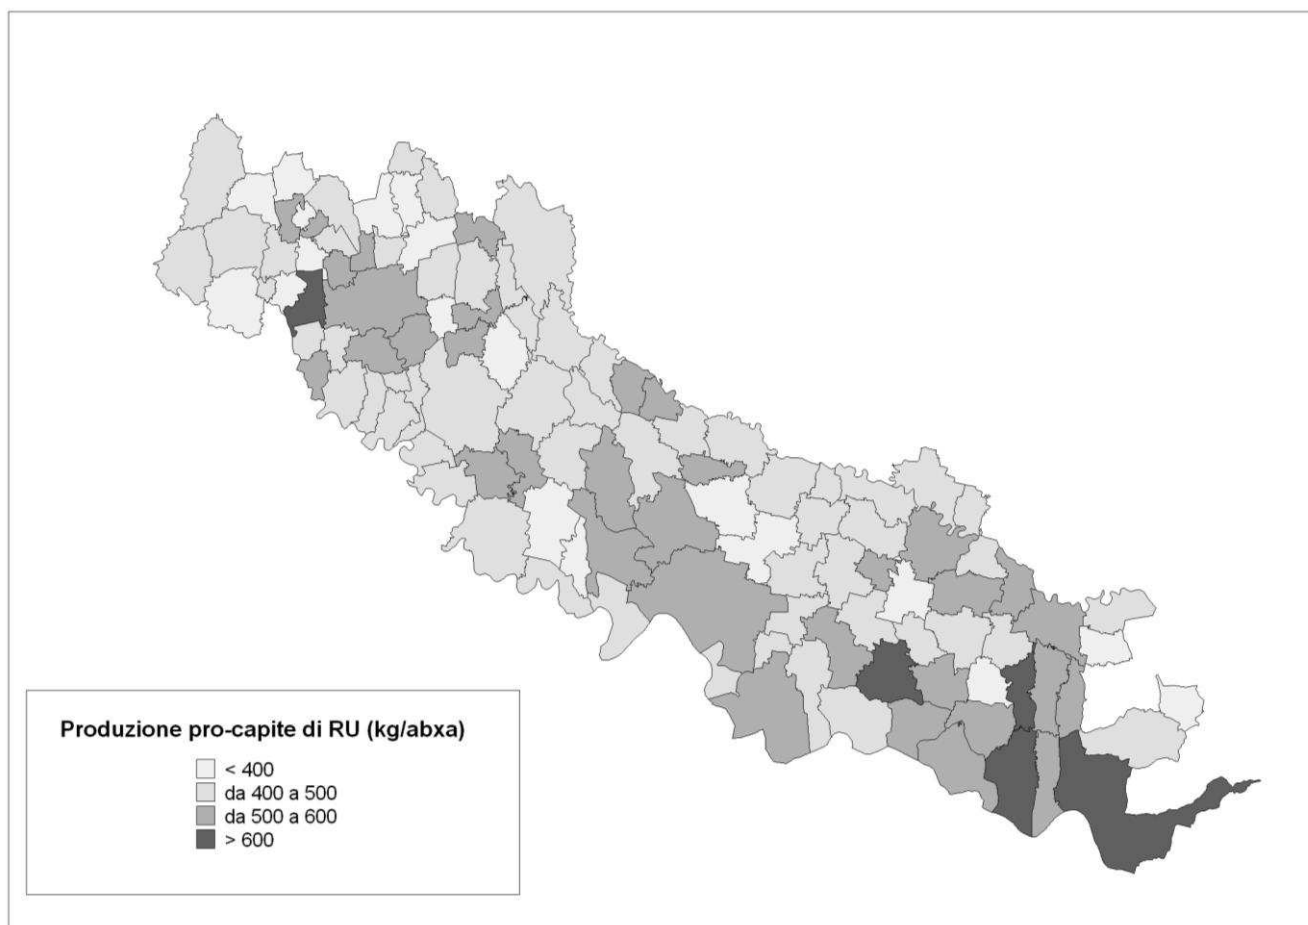 Produzione pro-capite di RU (kg/abxa)
< 400
da 400 a 500
da 500 a 600
> 600